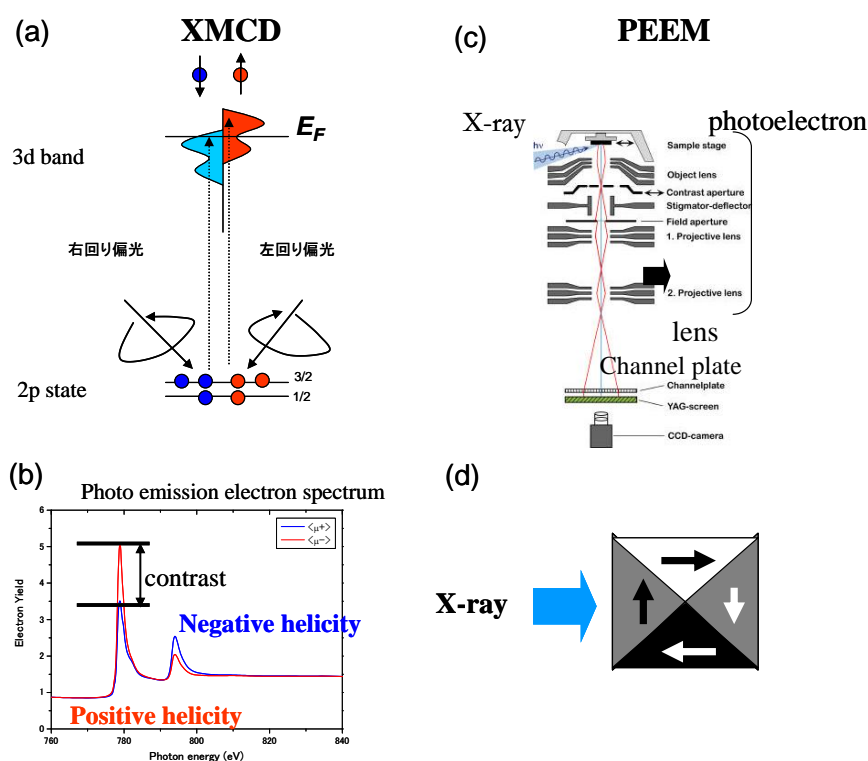 (a)
XMCD
E_F
3d band
右回り偏光
左回り偏光
2p state
3/2
1/2
(b)
Photo emission electron spectrum
<μ+>
<μ->
contrast
Negative helicity
Positive helicity
Electron Yield
6
5
4
3
2
1
0
760
780
800
820
840
Photon energy (eV)
(c)
PEEM
X-ray
photoelectron
hν
Sample stage
Object lens
Contrast aperture
Stigmator-deflector
Field aperture
1. Projective lens
2. Projective lens
lens
Channel plate
Channelplate
YAG-screen
CCD-camera
(d)
X-ray